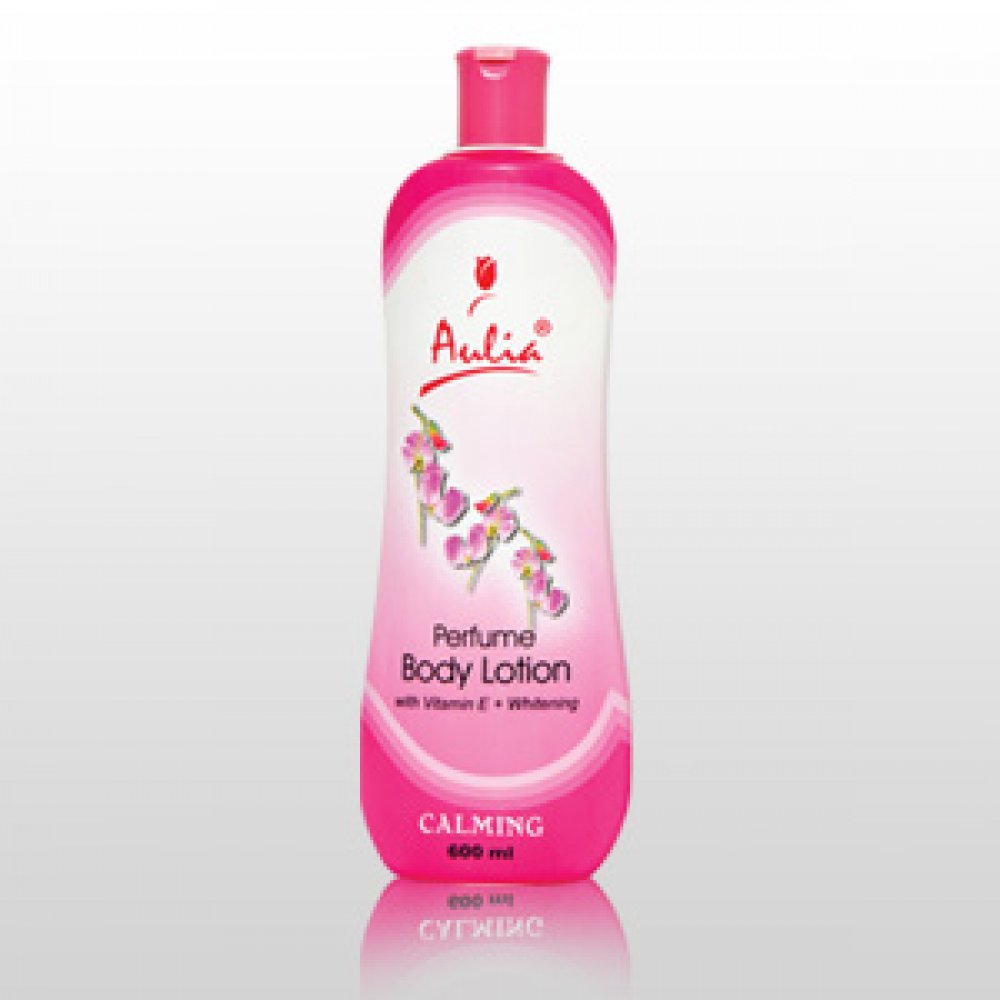 Aulia®
Perfume
Body Lotion
with Vitamin E + Whitening
CALMING
600 ml